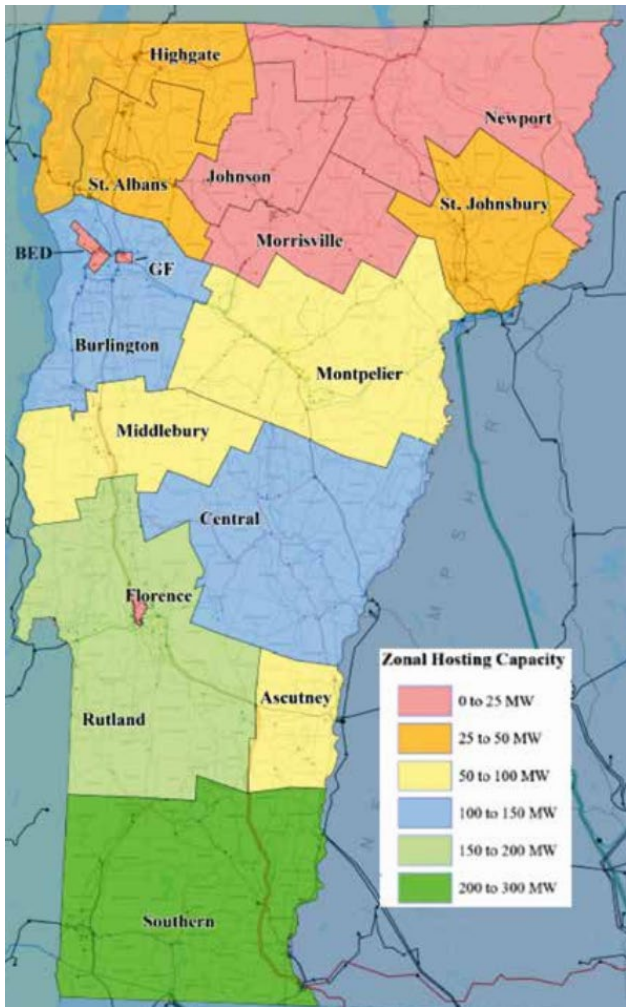 Highgate
Newport
St. Albans
Johnson
St. Johnsbury
Morrisville
BED
GF
Burlington
Montpelier
Middlebury
Central
Florence
Ascutney
Rutland
Southern
N E W H A M P S H I R E
Zonal Hosting Capacity
0 to 25 MW
25 to 50 MW
50 to 100 MW
100 to 150 MW
150 to 200 MW
200 to 300 MW